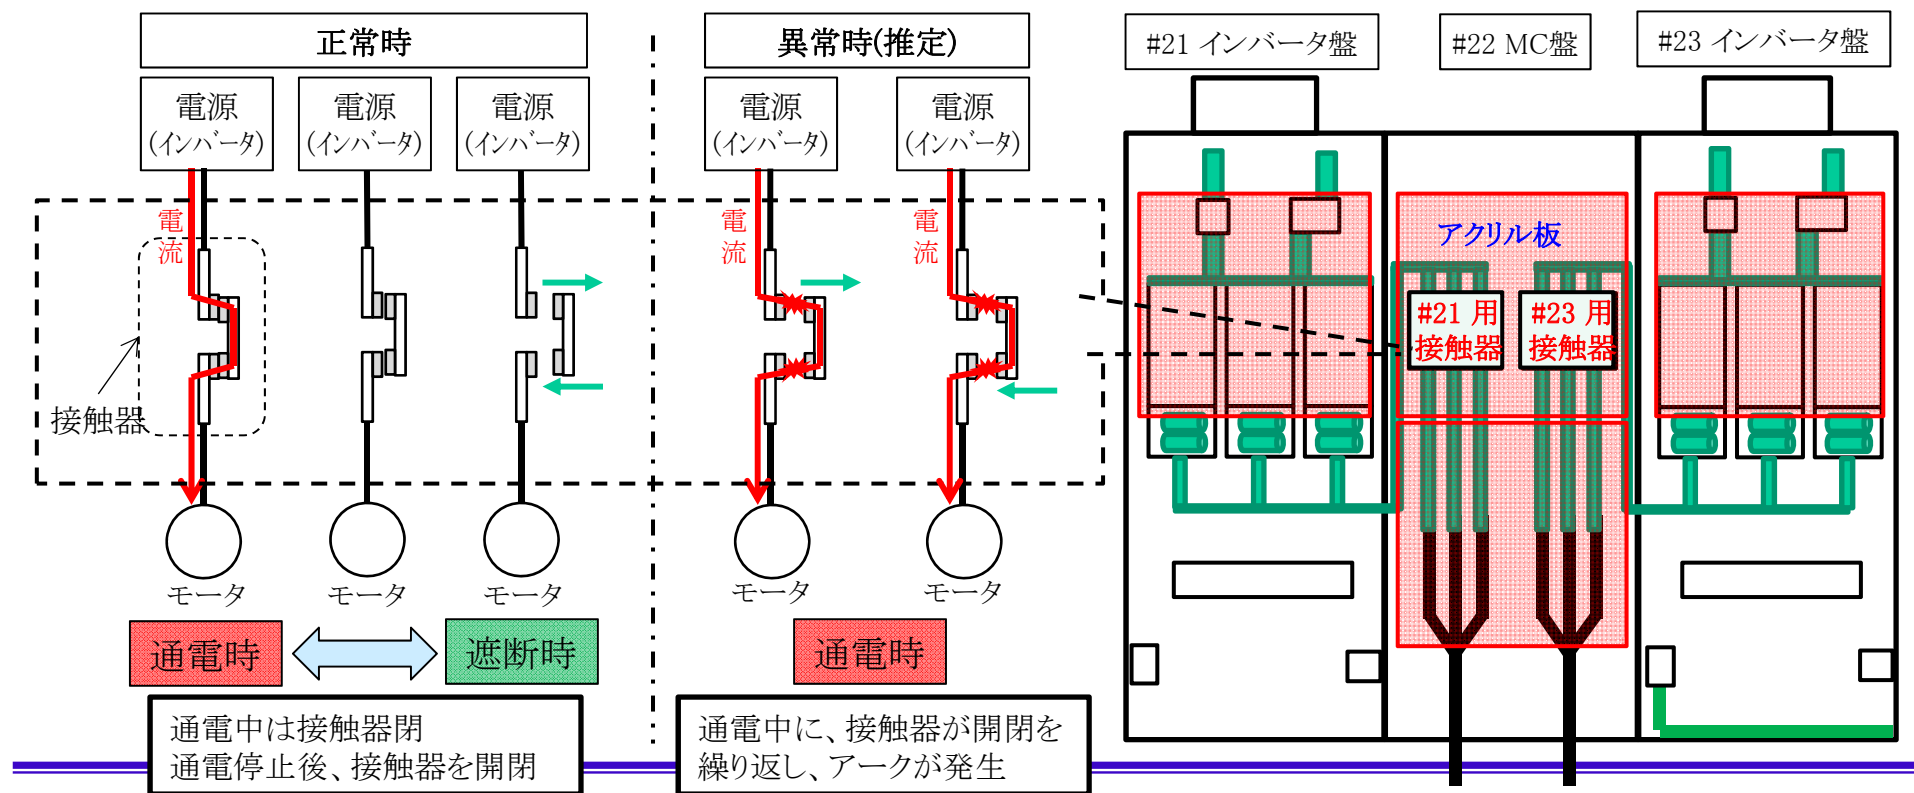 正常時
異常時(推定)
#21 インバータ盤
#22 MC盤
#23 インバータ盤
電源
(インバータ)
電源
(インバータ)
電源
(インバータ)
電源
(インバータ)
電源
(インバータ)
電流
電流
電流
アクリル板
#21 用
接触器
#23 用
接触器
接触器
モータ
モータ
モータ
モータ
モータ
通電時
遮断時
通電時
通電中は接触器閉
通電停止後、接触器を開閉
通電中に、接触器が開閉を
繰り返し、アークが発生